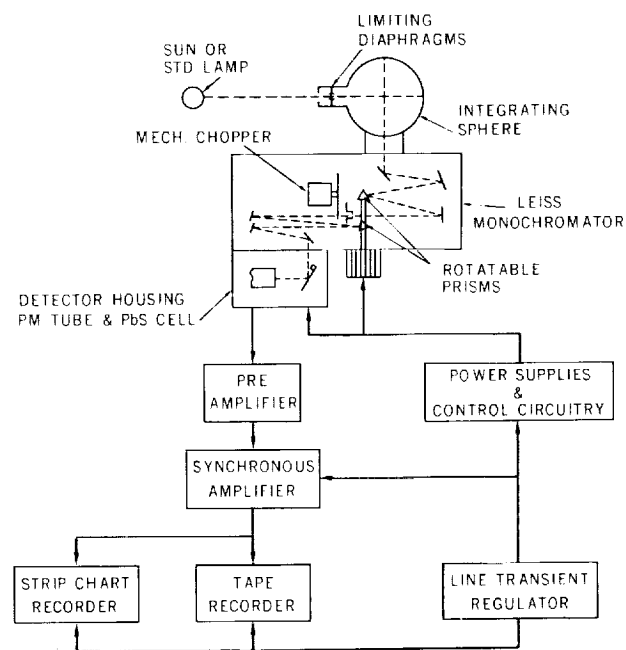 LIMITING
DIAPHRAGMS
SUN OR
STD LAMP
INTEGRATING
SPHERE
MECH. CHOPPER
LEISS
MONOCHROMATOR
ROTATABLE
PRISMS
DETECTOR HOUSING
PM TUBE & PbS CELL
PRE
AMPLIFIER
POWER SUPPLIES
&
CONTROL CIRCUITRY
SYNCHRONOUS
AMPLIFIER
STRIP CHART
RECORDER
TAPE
RECORDER
LINE TRANSIENT
REGULATOR